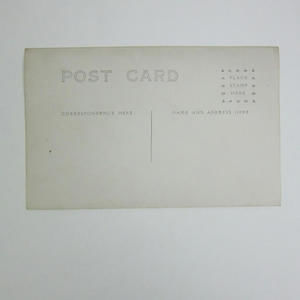 POST CARD
PLACE
STAMP
HERE
CORRESPONDENCE HERE
NAME AND ADDRESS HERE